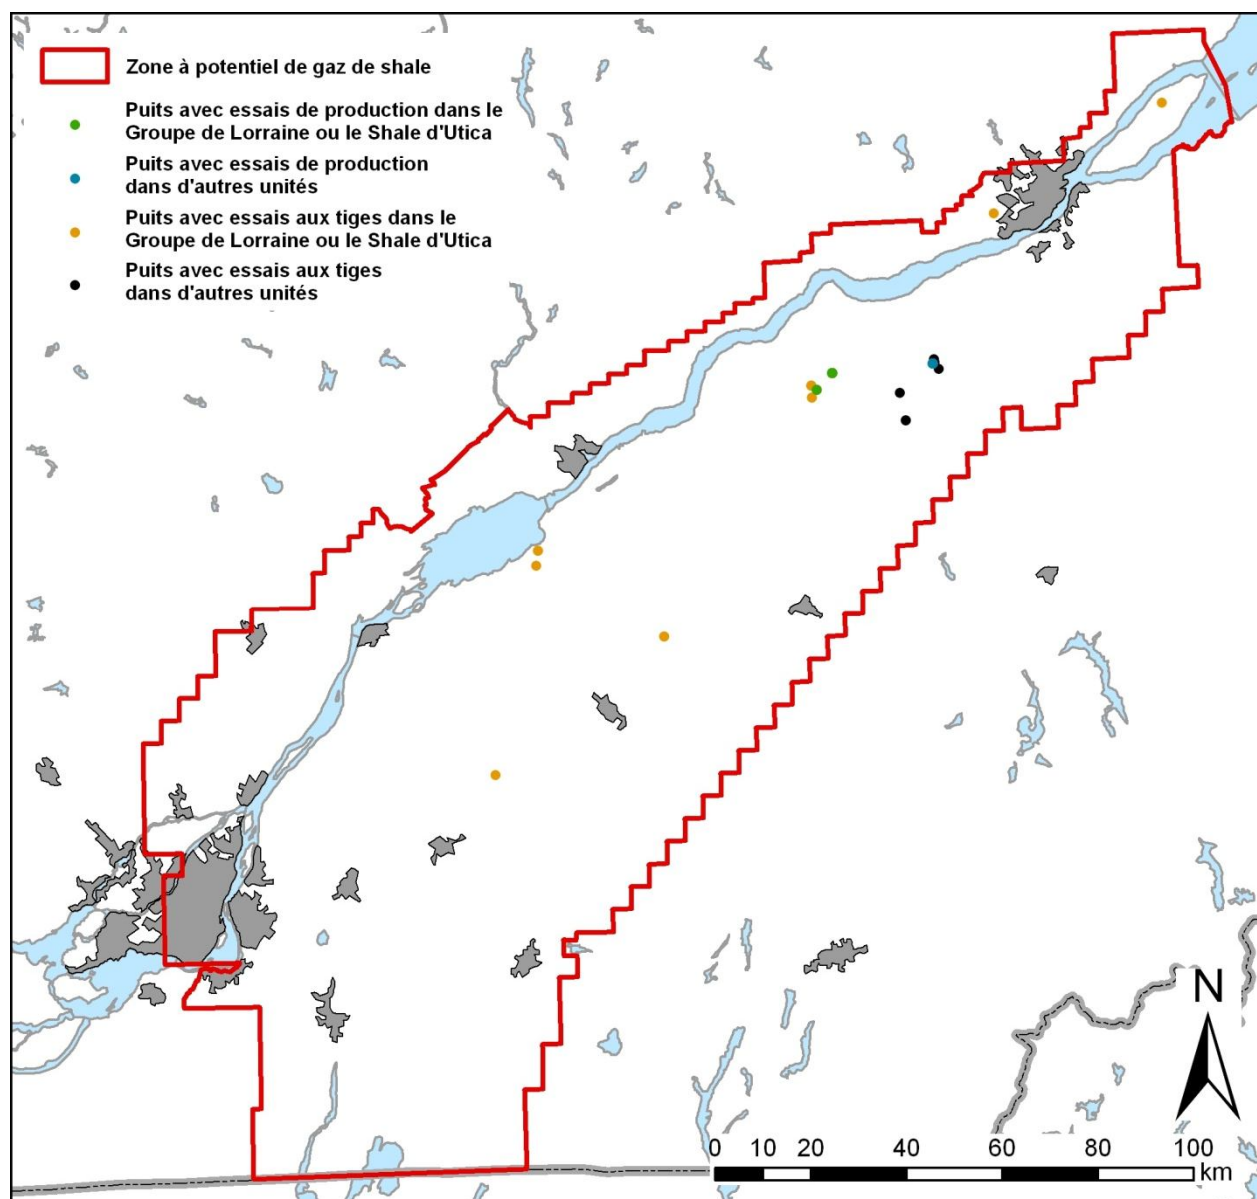 Zone à potentiel de gaz de shale
Puits avec essais de production dans le
Groupe de Lorraine ou le Shale d'Utica
Puits avec essais de production
dans d'autres unités
Puits avec essais aux tiges dans le
Groupe de Lorraine ou le Shale d'Utica
Puits avec essais aux tiges
dans d'autres unités
N
0 10 20 40 60 80 100
km